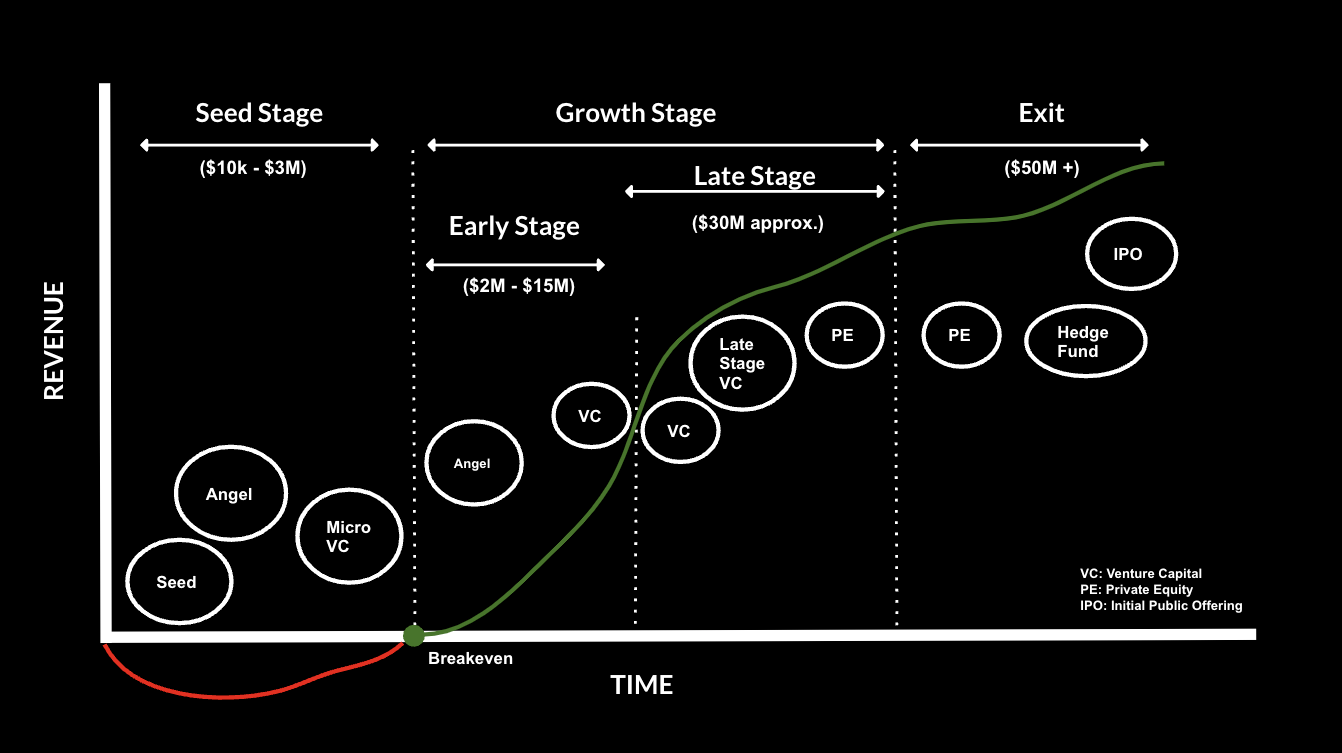 Seed Stage
($10k - $3M)
Growth Stage
Exit
($50M +)
Late Stage
($30M approx.)
Early Stage
($2M - $15M)
REVENUE
IPO
PE
PE
Hedge
Fund
Late
Stage
VC
VC
VC
Angel
Angel
Micro
VC
Seed
VC: Venture Capital
PE: Private Equity
IPO: Initial Public Offering
Breakeven
TIME